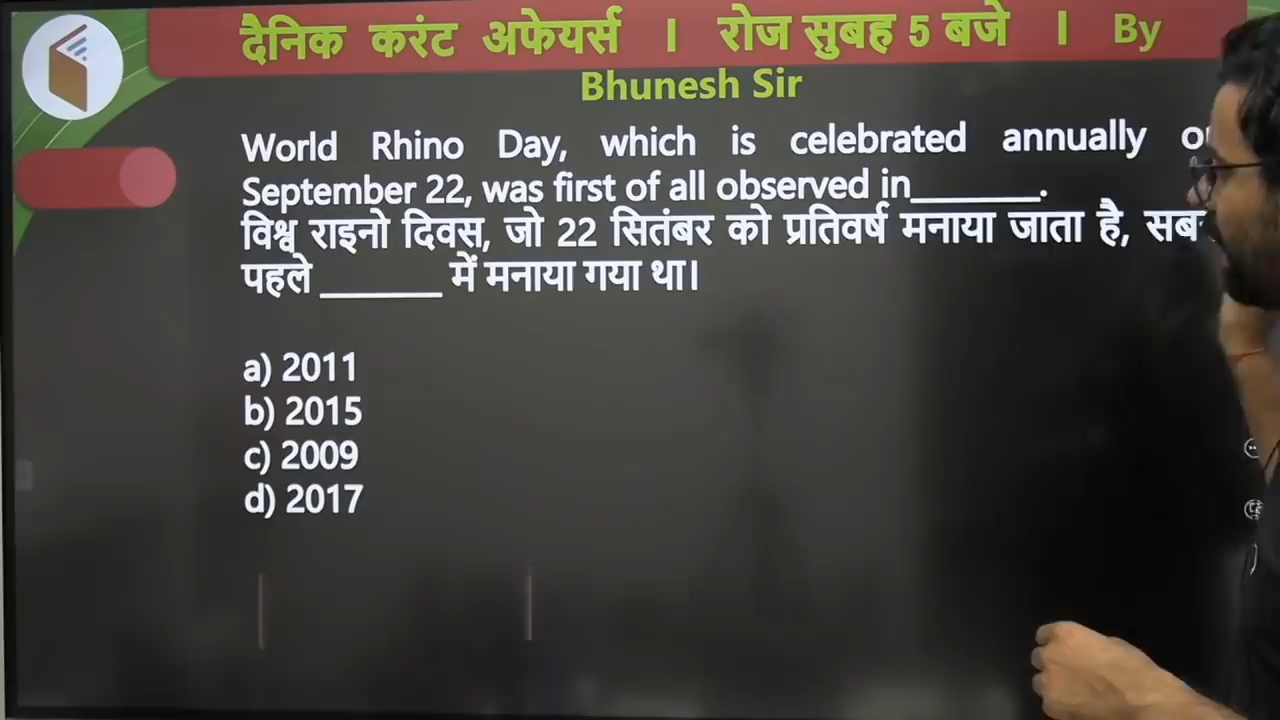 दैनिक करंट अफेयर्स । रोज सुबह 5 बजे । By
Bhunesh Sir
World Rhino Day, which is celebrated annually
September 22, was first of all observed in_______.
विश्व राइनो दिवस, जो 22 सितंबर को प्रतिवर्ष मनाया जाता है,
पहले _______ में मनाया गया था।
a) 2011
b) 2015
c) 2009
d) 2017